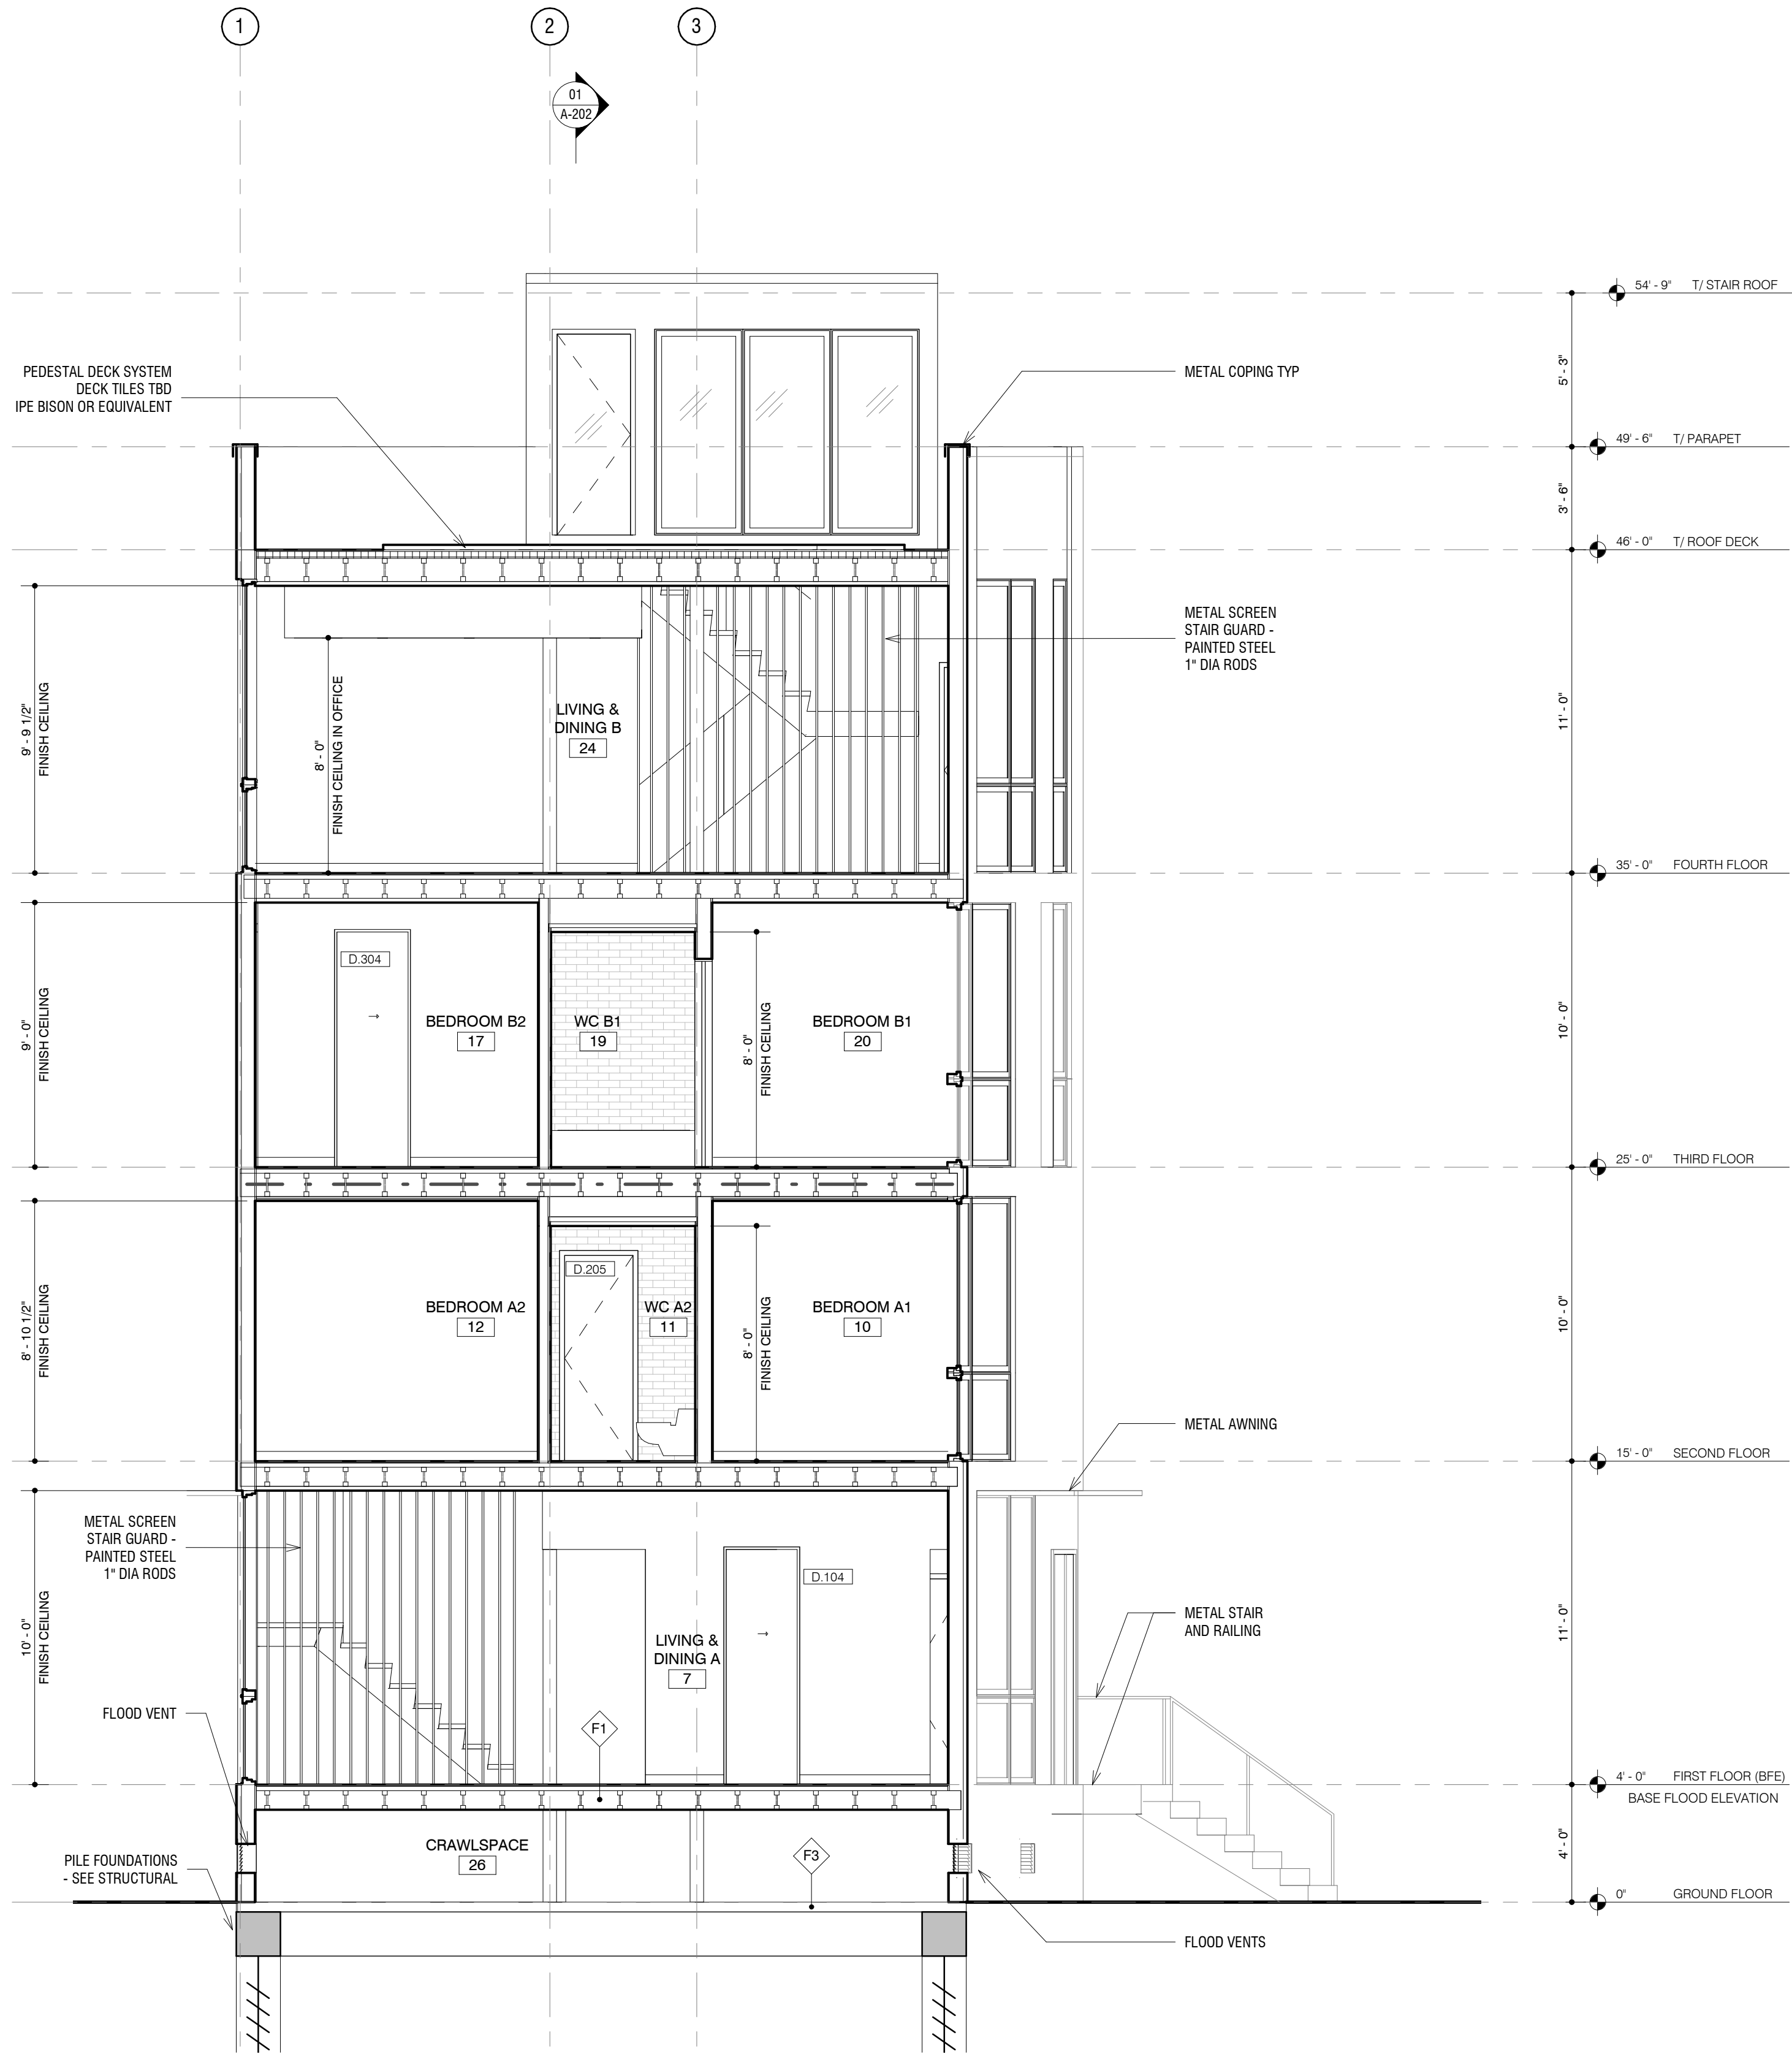 1
2
3
01
A-202
54' - 9" T/ STAIR ROOF
5' - 3"
PEDESTAL DECK SYSTEM
DECK TILES TBD
IPE BISON OR EQUIVALENT
METAL COPING TYP
49' - 6" T/ PARAPET
3' - 6"
46' - 0" T/ ROOF DECK
METAL SCREEN
STAIR GUARD -
PAINTED STEEL
1" DIA RODS
9' - 9 1/2"
FINISH CEILING
8' - 0"
FINISH CEILING IN OFFICE
LIVING &
DINING B
24
11' - 0"
35' - 0" FOURTH FLOOR
D.304
9' - 0"
FINISH CEILING
BEDROOM B2
17
WC B1
19
8' - 0"
FINISH CEILING
BEDROOM B1
20
10' - 0"
25' - 0" THIRD FLOOR
D.205
8' - 10 1/2"
FINISH CEILING
BEDROOM A2
12
WC A2
11
8' - 0"
FINISH CEILING
BEDROOM A1
10
10' - 0"
METAL AWNING
15' - 0" SECOND FLOOR
METAL SCREEN
STAIR GUARD -
PAINTED STEEL
1" DIA RODS
10' - 0"
FINISH CEILING
D.104
LIVING &
DINING A
7
METAL STAIR
AND RAILING
11' - 0"
FLOOD VENT
F1
4' - 0" FIRST FLOOR (BFE)
BASE FLOOD ELEVATION
CRAWLSPACE
26
F3
4' - 0"
PILE FOUNDATIONS
- SEE STRUCTURAL
0" GROUND FLOOR
FLOOD VENTS